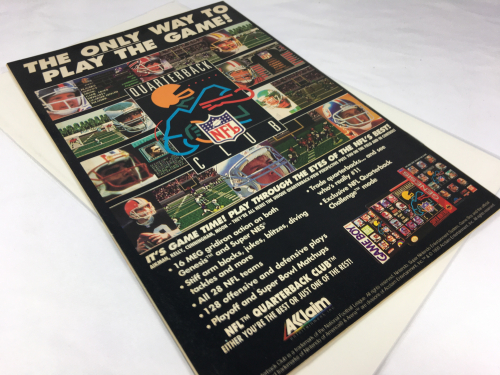 THE ONLY WAY TO
PLAY THE GAME!
QUARTERBACK
NFL
CLUB
IT'S GAME TIME! PLAY THROUGH THE EYES OF THE NFL'S BEST!
• 16 MEG gridiron action on both
Genesis™ and Super NES®
• Stiff arm blocks, jukes, blitzes, diving
tackles and more
• All 28 NFL teams
• 128 offensive and defensive plays
• Playoff and Super Bowl Matchups
• Trade quarterbacks... and see
who's really #1!
• Exclusive NFL Quarterback
Challenge™ mode
GAME BOY
NFL™ QUARTERBACK CLUB™
EITHER YOU'RE THE BEST OR JUST ONE OF THE REST!
AKlaim